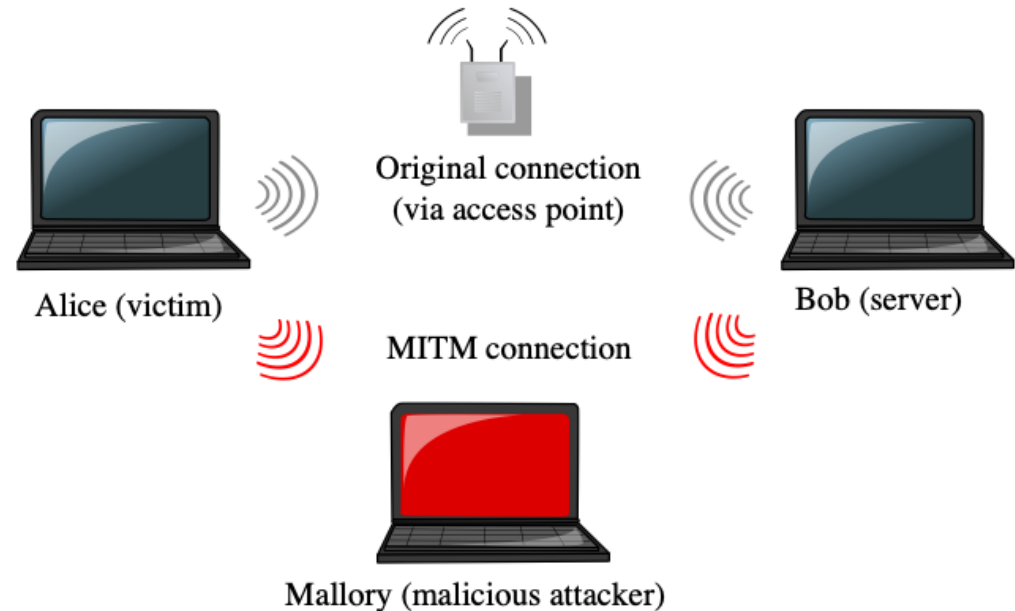 Original connection
(via access point)
Alice (victim)
Bob (server)
MITM connection
Mallory (malicious attacker)